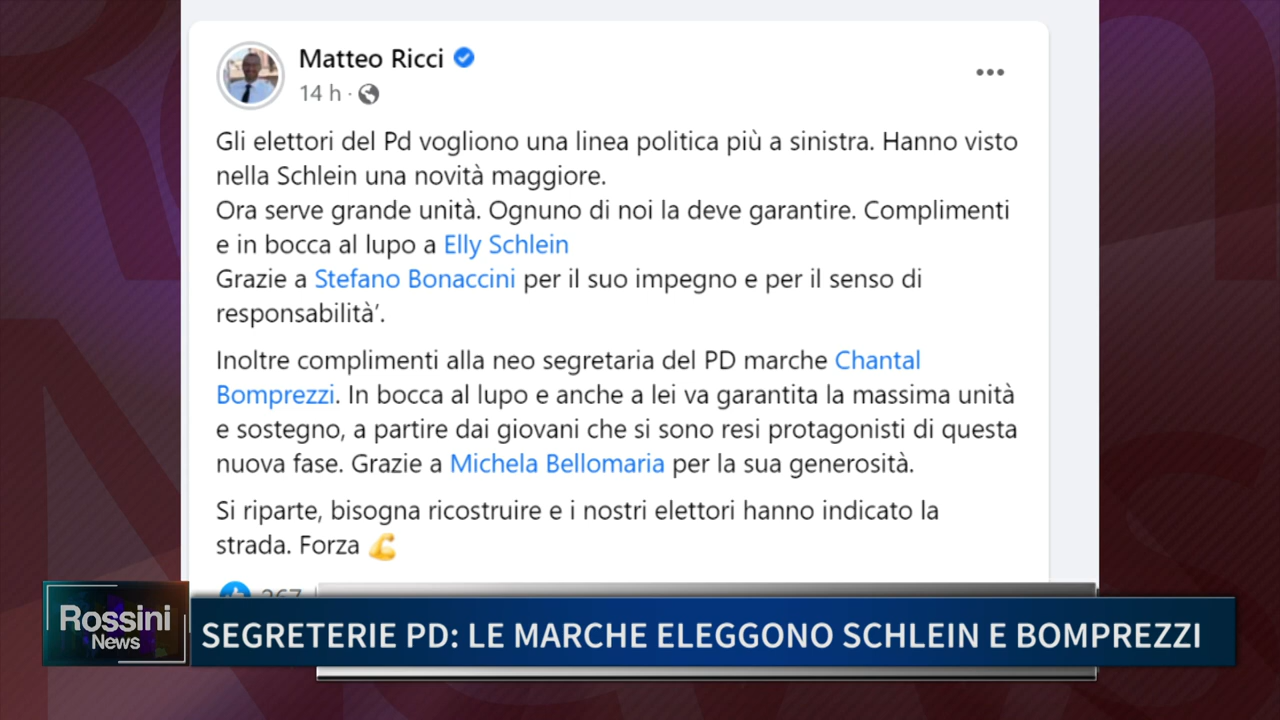 Matteo Ricci
14 h ·
Gli elettori del Pd vogliono una linea politica più a sinistra. Hanno visto
nella Schlein una novità maggiore.
Ora serve grande unità. Ognuno di noi la deve garantire. Complimenti
e in bocca al lupo a Elly Schlein
Grazie a Stefano Bonaccini per il suo impegno e per il senso di
responsabilità’.
Inoltre complimenti alla neo segretaria del PD marche Chantal
Bomprezzi. In bocca al lupo e anche a lei va garantita la massima unità
e sostegno, a partire dai giovani che si sono resi protagonisti di questa
nuova fase. Grazie a Michela Bellomaria per la sua generosità.
Si riparte, bisogna ricostruire e i nostri elettori hanno indicato la
strada. Forza 💪
Rossini
News
SEGRETERIE PD: LE MARCHE ELEGGONO SCHLEIN E BOMPREZZI